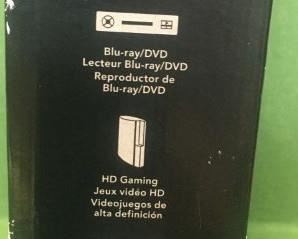 Blu-ray/DVD
Lecteur Blu-ray/DVD
Reproductor de
Blu-ray/DVD
HD Gaming
Jeux vidéo HD
Videojuegos de
alta definición